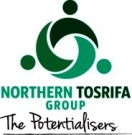 NORTHERN TOSRIFA
GROUP
The Potentialisers